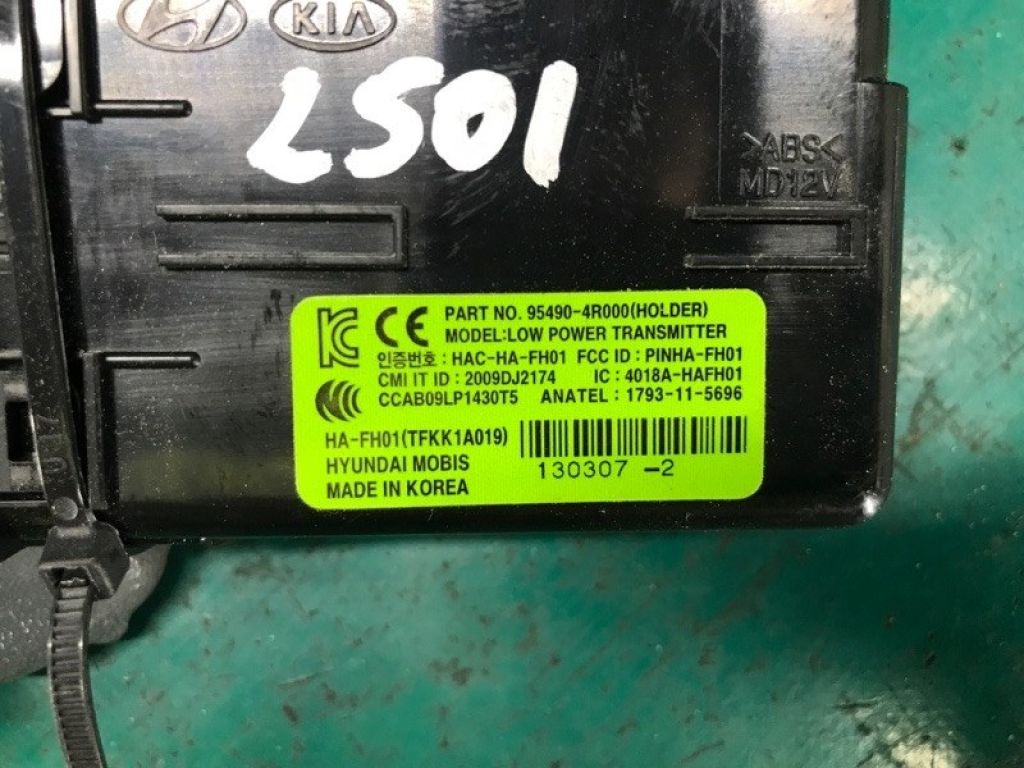 KIA
LSO1
>ABS<
MD12V
PART NO. 95490-4R000(HOLDER)
MODEL:LOW POWER TRANSMITTER
인증번호 : HAC-HA-FH01 FCC ID : PINHA-FH01
CMI IT ID : 2009DJ2174 IC : 4018A-HAFH01
CCAB09LP1430T5 ANATEL : 1793-11-5696
HA-FH01(TFKK1A019)
HYUNDAI MOBIS
130307 -2
MADE IN KOREA